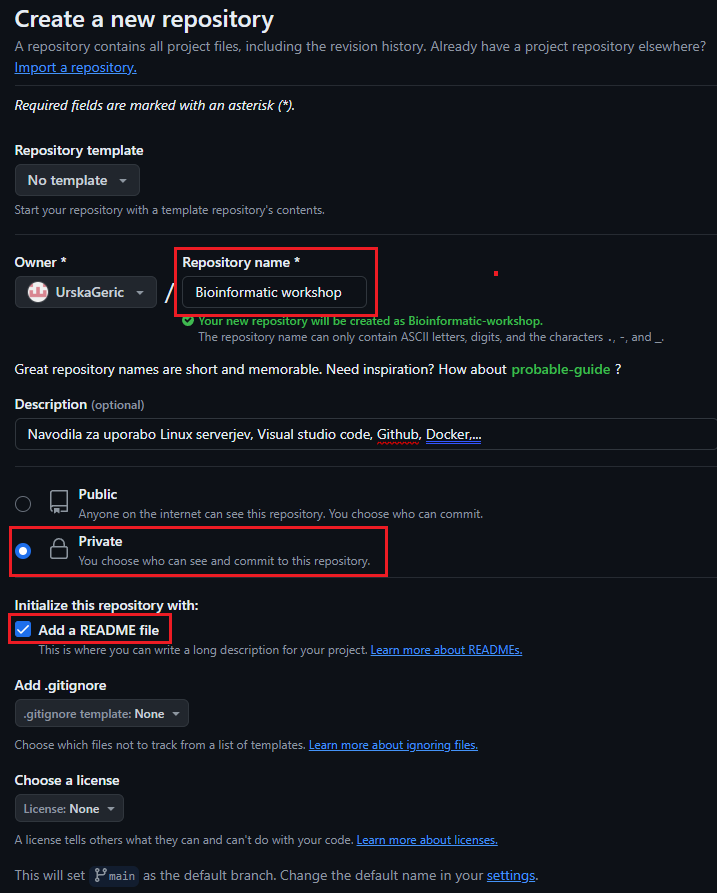 Create a new repository
A repository contains all project files, including the revision history. Already have a project repository elsewhere?
Import a repository.
Required fields are marked with an asterisk (*).
Repository template
No template
Start your repository with a template repository's contents.
Owner *
Repository name *
UrskaGeric / Bioinformatic workshop
Your new repository will be created as Bioinformatic-workshop.
The repository name can only contain ASCII letters, digits, and the characters ., -, and _.
Great repository names are short and memorable. Need inspiration? How about probable-guide ?
Description (optional)
Navodila za uporabo Linux serverjev, Visual studio code, Github, Docker,...
Public
Anyone on the internet can see this repository. You choose who can commit.
Private
You choose who can see and commit to this repository.
Initialize this repository with:
Add a README file
This is where you can write a long description for your project. Learn more about READMEs.
Add .gitignore
.gitignore template: None
Choose which files not to track from a list of templates. Learn more about ignoring files.
Choose a license
License: None
A license tells others what they can and can't do with your code. Learn more about licenses.
This will set main as the default branch. Change the default name in your settings.